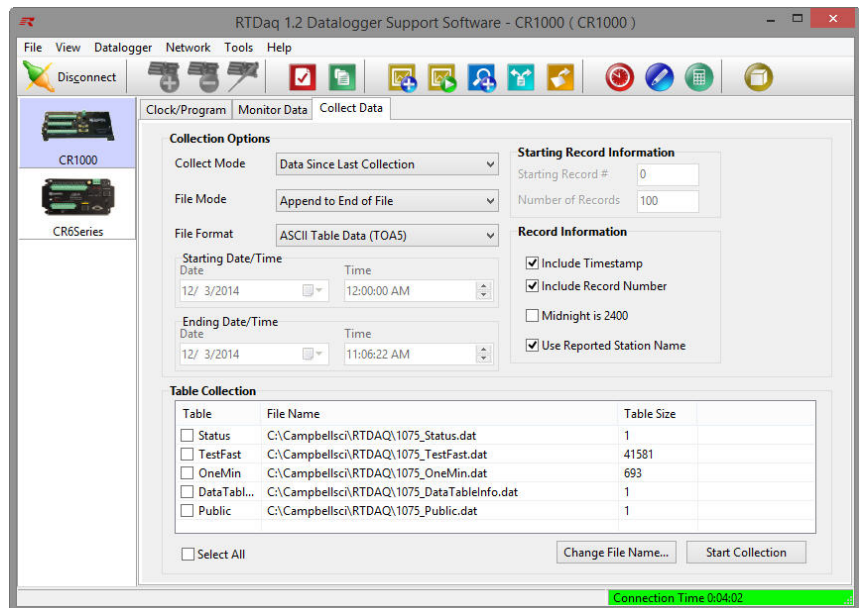 RTDaq 1.2 Datalogger Support Software - CR1000 ( CR1000 )
File View Datalogger Network Tools Help
Disconnect
CR1000
CR6Series
Clock/Program Monitor Data Collect Data
Collection Options
Collect Mode Data Since Last Collection
File Mode Append to End of File
File Format ASCII Table Data (TOA5)
Starting Date/Time
Date Time
12/ 3/2014 12:00:00 AM
Ending Date/Time
Date Time
12/ 3/2014 11:06:22 AM
Starting Record Information
Starting Record # 0
Number of Records 100
Record Information
Include Timestamp
Include Record Number
Midnight is 2400
Use Reported Station Name
Table Collection
Table File Name Table Size
Status C:\Campbellsci\RTDAQ\1075_Status.dat 1
TestFast C:\Campbellsci\RTDAQ\1075_TestFast.dat 41581
OneMin C:\Campbellsci\RTDAQ\1075_OneMin.dat 693
DataTabl... C:\Campbellsci\RTDAQ\1075_DataTableInfo.dat 1
Public C:\Campbellsci\RTDAQ\1075_Public.dat 1
Select All Change File Name... Start Collection
Connection Time 0:04:02